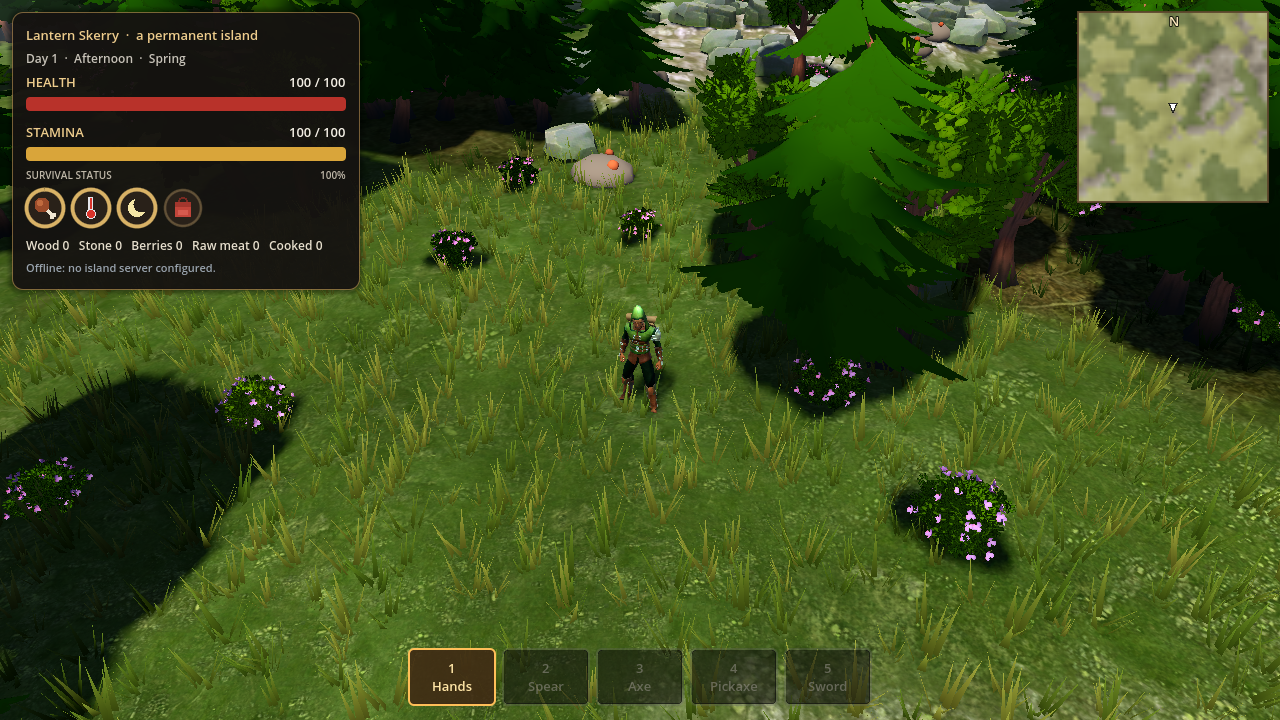 Lantern Skerry · a permanent island
Day 1 · Afternoon · Spring
HEALTH 100 / 100
STAMINA 100 / 100
SURVIVAL STATUS 100%
Wood 0 Stone 0 Berries 0 Raw meat 0 Cooked 0
Offline: no island server configured.
N
1 2 3 4 5
Hands Spear Axe Pickaxe Sword